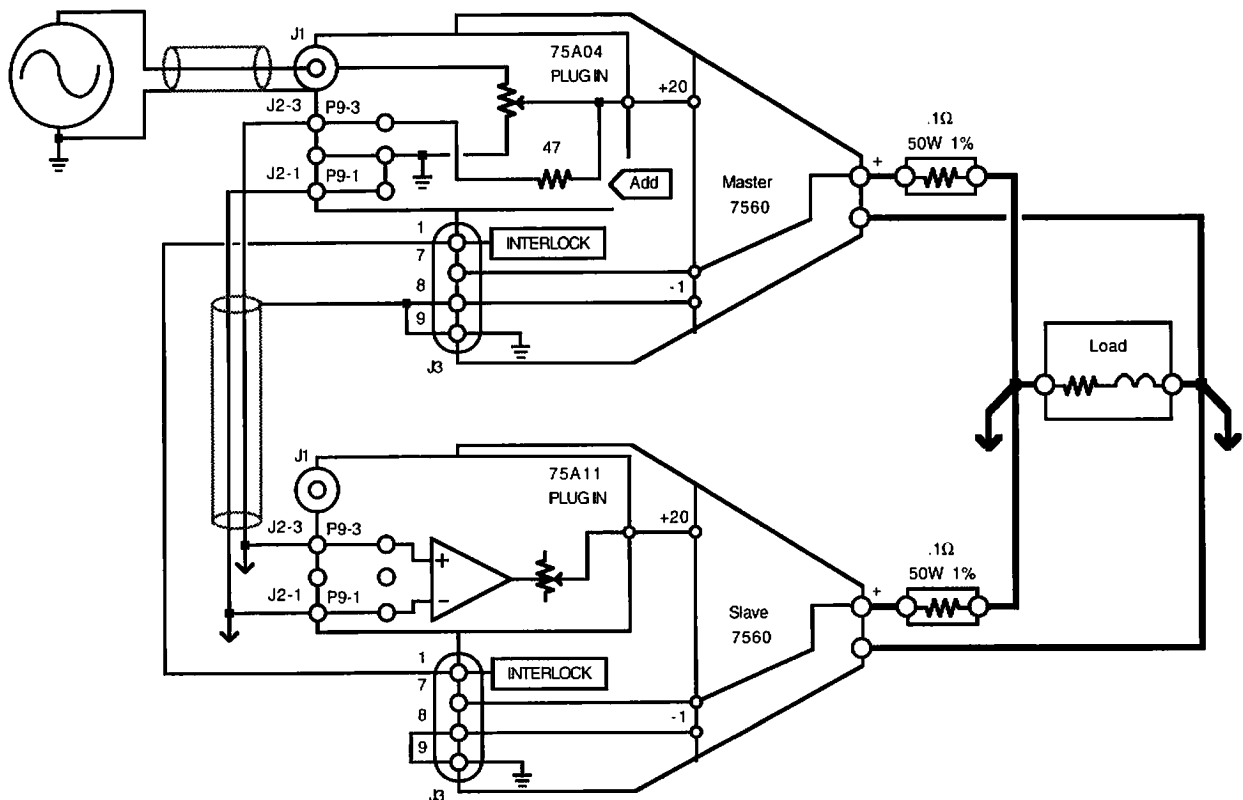 J1
75A04
PLUG IN
+20
J2-3 P9-3
47
J2-1 P9-1
Add
Master
7560
.1Ω
50W 1%
+
1
INTERLOCK
7
8
-1
9
J3
Load
J1
75A11
PLUG IN
+20
J2-3 P9-3
+
J2-1 P9-1
−
Slave
7560
.1Ω
50W 1%
+
1
INTERLOCK
7
8
-1
9
J3